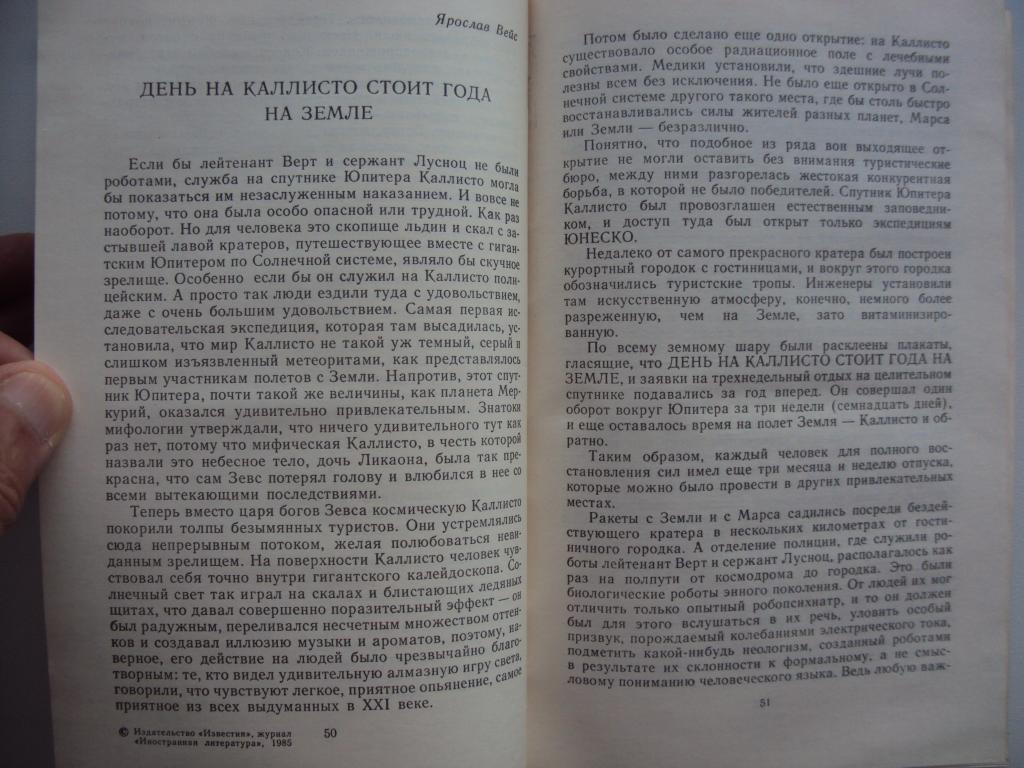 Ярослав Вейс
ДЕНЬ НА КАЛЛИСТО СТОИТ ГОДА
НА ЗЕМЛЕ
Если бы лейтенант Верт и сержант Лусноц не были
роботами, служба на спутнике Юпитера Каллисто могла
бы показаться им незаслуженным наказанием. И вовсе не
потому, что она была особо опасной или трудной. Как раз
наоборот. Но для человека это скопище льдин и скал с за-
стывшей лавой кратеров, путешествующее вместе с гиган-
тским Юпитером по Солнечной системе, являло бы скучное
зрелище. Особенно если бы он служил на Каллисто поли-
цейским. А просто так люди ездили туда с удовольствием,
даже с очень большим удовольствием. Самая первая ис-
следовательская экспедиция, которая там высадилась, ус-
тановила, что мир Каллисто не такой уж темный, серый и
слишком изъязвленный метеоритами, как представлялось
первым участникам полетов с Земли. Напротив, этот спут-
ник Юпитера, почти такой же величины, как планета Мер-
курий, оказался удивительно привлекательным. Знатоки
мифологии утверждали, что ничего удивительного тут как
раз нет, потому что мифическая Каллисто, в честь которой
назвали это небесное тело, дочь Ликаона, была так пре-
красна, что сам Зевс потерял голову и влюбился в нее со
всеми вытекающими последствиями.
Теперь вместо царя богов Зевса космическую Каллисто
покорили толпы безымянных туристов. Они устремлялись
сюда непрерывным потоком, желая полюбоваться неви-
данным зрелищем. На поверхности Каллисто человек чув-
ствовал себя точно внутри гигантского калейдоскопа. Со-
лнечный свет так играл на скалах и блистающих ледяных
щитах, что давал совершенно поразительный эффект — он
был радужным, переливался несчетным множеством оттен-
ков и создавал иллюзию музыки и ароматов, поэтому, на-
верное, его действие на людей было чрезвычайно благо-
творным: те, кто видел удивительную алмазную игру света,
говорили, что чувствуют легкое, приятное опьянение, самое
приятное из всех выдуманных в XXI веке.
© Издательство «Известия», журнал
«Иностранная литература», 1985
50
Потом было сделано еще одно открытие: на Каллисто
существовало особое радиационное поле с лечебными
свойствами. Медики установили, что здешние лучи по-
лезны всем без исключения. Не было еще открыто в Сол-
нечной системе другого такого места, где бы столь быстро
восстанавливались силы жителей разных планет, Марса
или Земли — безразлично.
Понятно, что подобное из ряда вон выходящее от-
крытие не могли оставить без внимания туристические
бюро, между ними разгорелась жестокая конкурентная
борьба, в которой не было победителей. Спутник Юпитера
Каллисто был провозглашен естественным заповедни-
ком, и доступ туда был открыт только экспедициям
ЮНЕСКО.
Недалеко от самого прекрасного кратера был построен
курортный городок с гостиницами, и вокруг этого городка
обозначились туристские тропы. Инженеры установили
там искусственную атмосферу, конечно, немного более
разреженную, чем на Земле, зато витаминизиро-
ванную.
По всему земному шару были расклеены плакаты,
гласящие, что ДЕНЬ НА КАЛЛИСТО СТОИТ ГОДА НА
ЗЕМЛЕ, и заявки на трехнедельный отдых на целительном
спутнике подавались за год вперед. Он совершал один
оборот вокруг Юпитера за три недели (семнадцать дней),
и еще оставалось время на полет Земля — Каллисто и об-
ратно.
Таким образом, каждый человек для полного вос-
становления сил имел еще три месяца и неделю отпуска,
которые можно было провести в других привлекательных
местах.
Ракеты с Земли и с Марса садились посреди бездей-
ствующего кратера в нескольких километрах от гости-
ничного городка. А отделение полиции, где служили ро-
боты лейтенант Верт и сержант Лусноц, располагалось как
раз на полпути от космодрома до городка. Это были
биологические роботы энного поколения. От людей их мог
отличить только опытный робопсихиатр, и то он должен
был для этого вслушаться в их речь, уловить особый
призвук, порождаемый колебаниями электрического тока,
подметить какой-нибудь неологизм, созданный роботами
в результате их склонности к формальному, а не смыс-
ловому пониманию человеческого языка. Ведь любую важ-
51